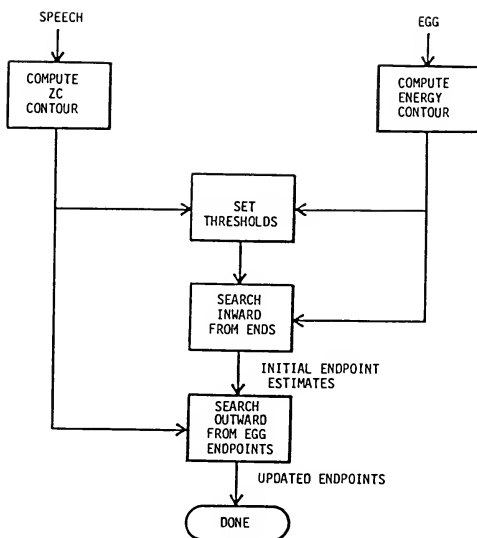 SPEECH
EGG
COMPUTE
ZC
CONTOUR
COMPUTE
ENERGY
CONTOUR
SET
THRESHOLDS
SEARCH
INWARD
FROM ENDS
INITIAL ENDPOINT
ESTIMATES
SEARCH
OUTWARD
FROM EGG
ENDPOINTS
UPDATED ENDPOINTS
DONE